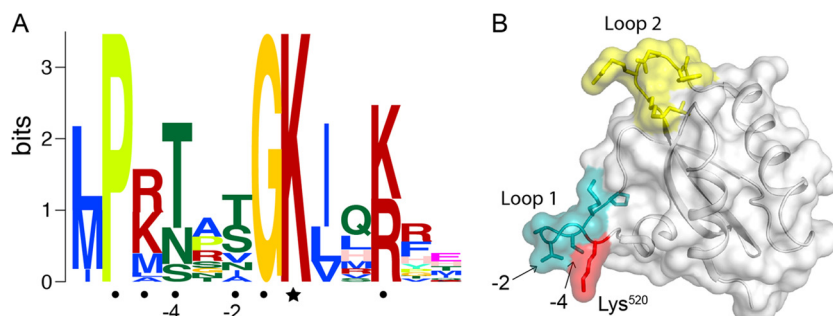 A
bits
3
2
1
0
L M I
P
R K M A
T N S
A P R S N
T S V N A
G
K
I L V
Q L H M
K R
R F
E
-4
-2
B
Loop 2
Loop 1
-2
-4
Lys520